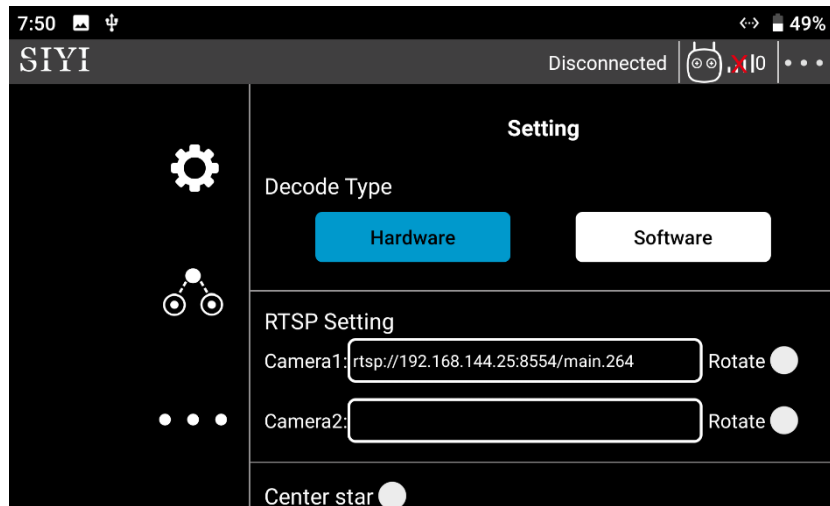 7:50 49%
SIYI Disconnected 0
Setting
Decode Type
Hardware Software
RTSP Setting
Camera1: rtsp://192.168.144.25:8554/main.264 Rotate
Camera2: Rotate
Center star